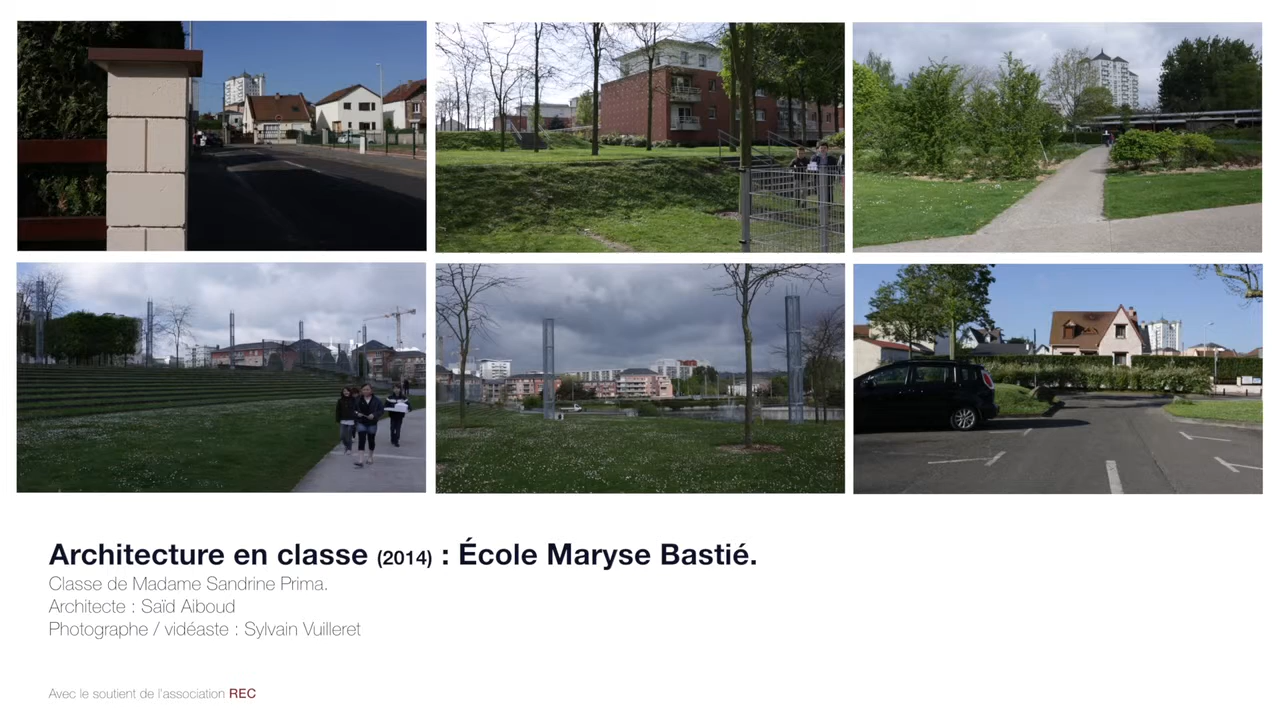 Architecture en classe (2014) : École Maryse Bastié.
Classe de Madame Sandrine Prima.
Architecte : Saïd Aiboud
Photographe / vidéaste : Sylvain Vuilleret
Avec le soutient de l'association REC